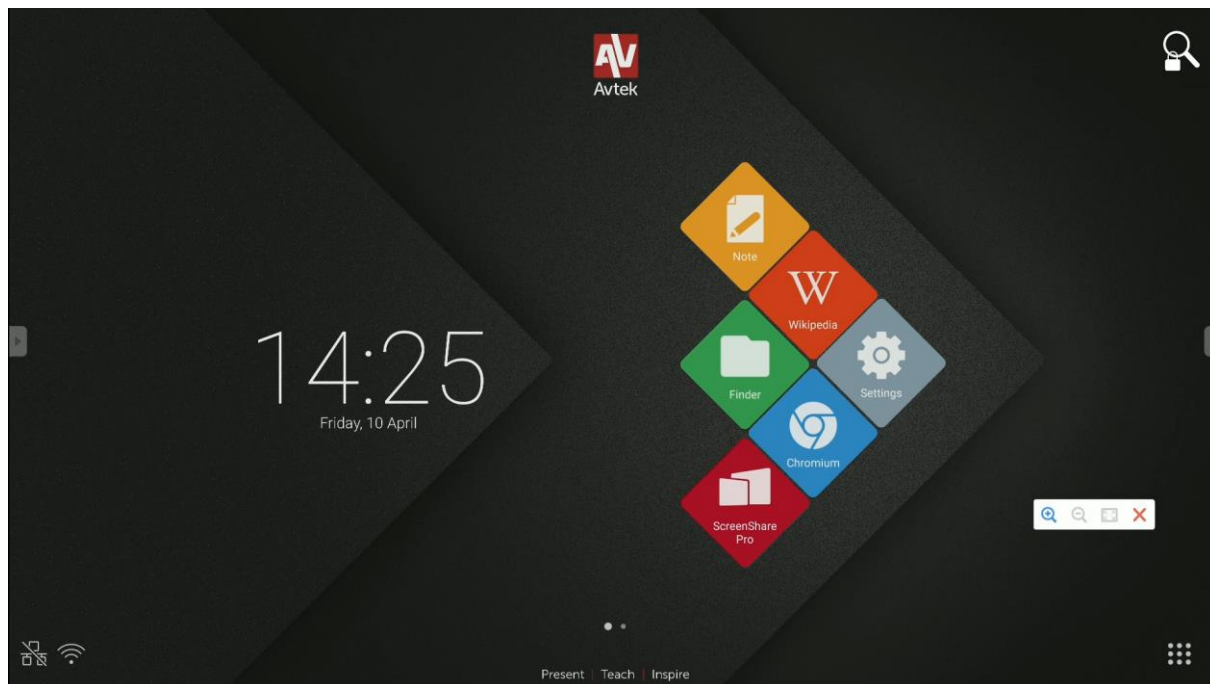 AV
Avtek
Note
W
Wikipedia
14:25
Friday, 10 April
Finder
Settings
Chromium
ScreenShare
Pro
Present | Teach | Inspire